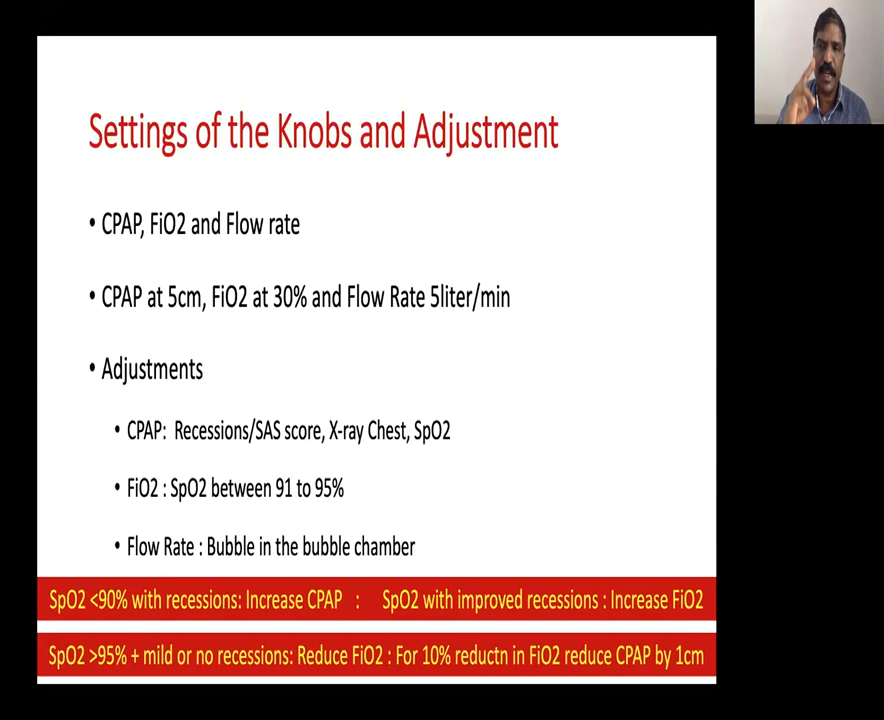 Settings of the Knobs and Adjustment
• CPAP, FiO2 and Flow rate
• CPAP at 5cm, FiO2 at 30% and Flow Rate 5liter/min
• Adjustments
• CPAP: Recessions/SAS score, X-ray Chest, SpO2
• FiO2 : SpO2 between 91 to 95%
• Flow Rate : Bubble in the bubble chamber
SpO2 <90% with recessions: Increase CPAP : SpO2 with improved recessions : Increase FiO2
SpO2 >95% + mild or no recessions: Reduce FiO2 : For 10% reductn in FiO2 reduce CPAP by 1cm